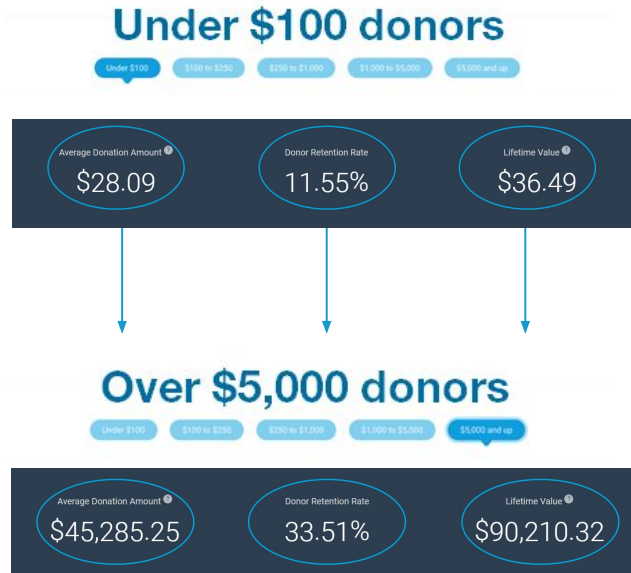 Under $100 donors
Under $100 $100 to $250 $250 to $1,000 $1,000 to $5,000 $5,000 and up
Average Donation Amount ? Donor Retention Rate Lifetime Value ?
$28.09 11.55% $36.49
Over $5,000 donors
Under $100 $100 to $250 $250 to $1,000 $1,000 to $5,000 $5,000 and up
Average Donation Amount ? Donor Retention Rate Lifetime Value ?
$45,285.25 33.51% $90,210.32